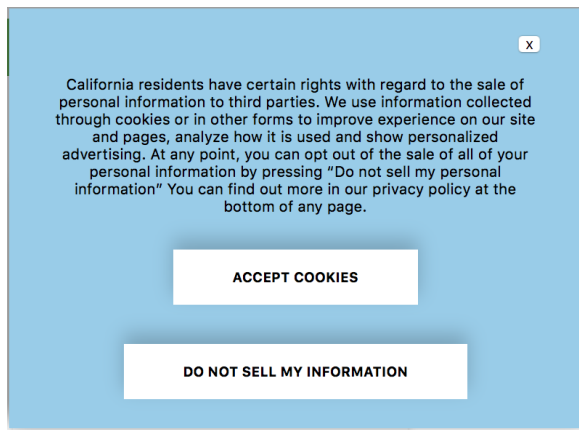 x
California residents have certain rights with regard to the sale of
personal information to third parties. We use information collected
through cookies or in other forms to improve experience on our site
and pages, analyze how it is used and show personalized
advertising. At any point, you can opt out of the sale of all of your
personal information by pressing “Do not sell my personal
information” You can find out more in our privacy policy at the
bottom of any page.
ACCEPT COOKIES
DO NOT SELL MY INFORMATION